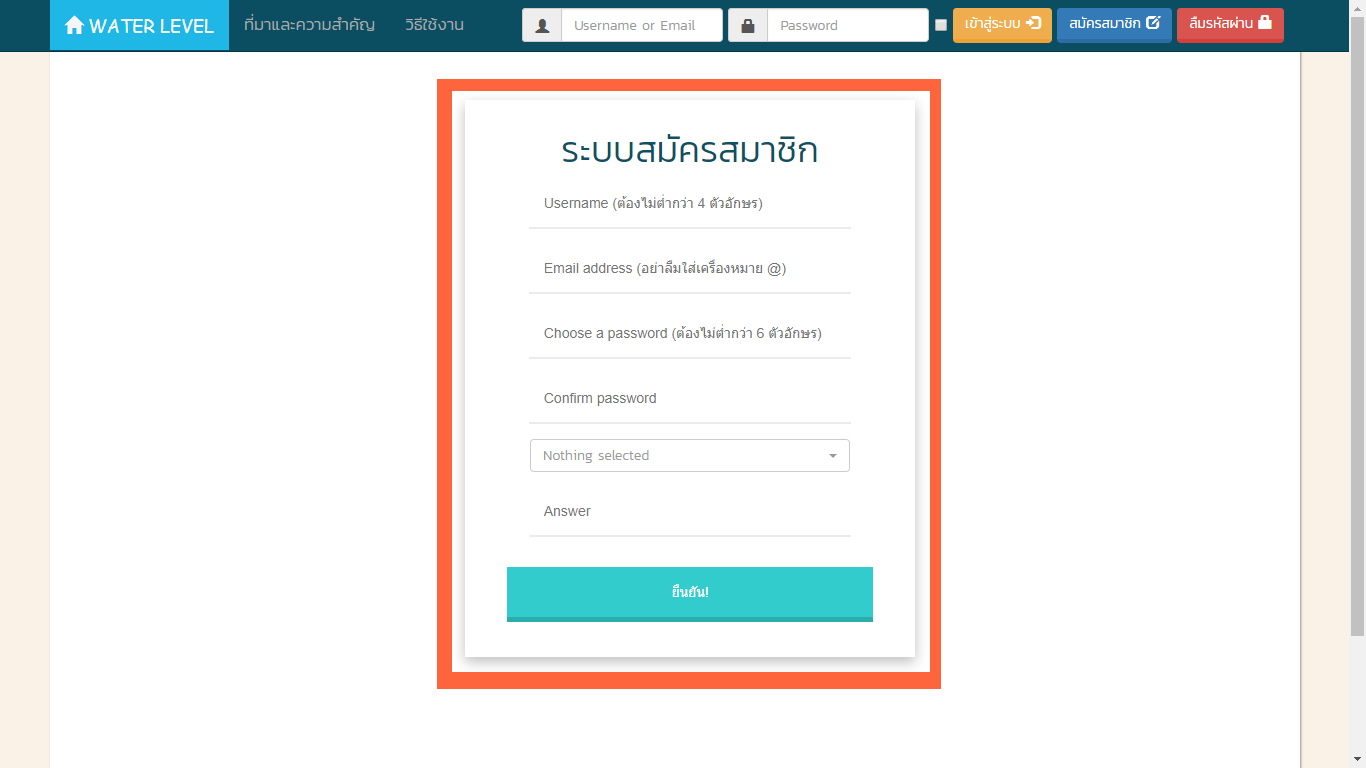 WATER LEVEL ที่มาและความสำคัญ วิธีใช้งาน Username or Email Password เข้าสู่ระบบ สมัครสมาชิก ลืมรหัสผ่าน
ระบบสมัครสมาชิก
Username (ต้องไม่ต่ำกว่า 4 ตัวอักษร)
Email address (อย่าลืมใส่เครื่องหมาย @)
Choose a password (ต้องไม่ต่ำกว่า 6 ตัวอักษร)
Confirm password
Nothing selected
Answer
ยืนยัน!